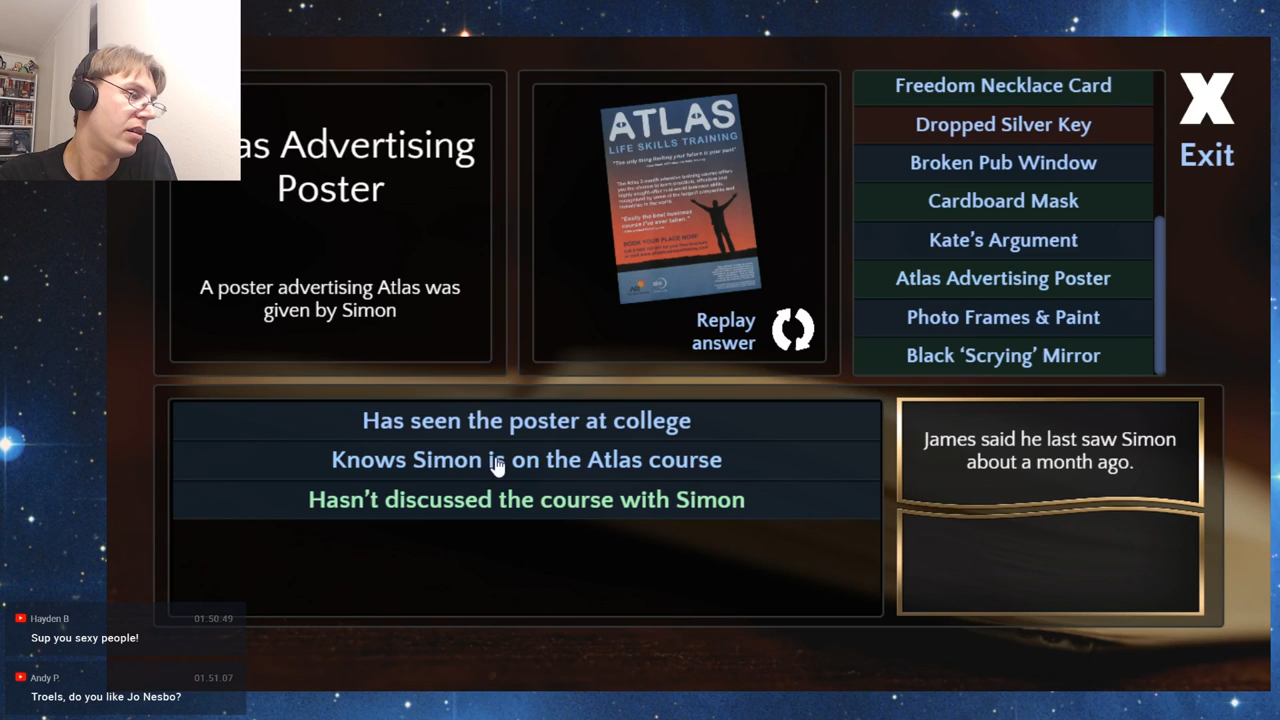 as Advertising
Poster
A poster advertising Atlas was
given by Simon
ATLAS
LIFE SKILLS TRAINING
Replay
answer
Freedom Necklace Card
Dropped Silver Key
Broken Pub Window
Cardboard Mask
Kate's Argument
Atlas Advertising Poster
Photo Frames & Paint
Black ‘Scrying’ Mirror
X
Exit
Has seen the poster at college
Knows Simon is on the Atlas course
Hasn't discussed the course with Simon
James said he last saw Simon
about a month ago.
Hayden B 01.50.49
Sup you sexy people!
Andy P. 01.51.07
Troels, do you like Jo Nesbo?